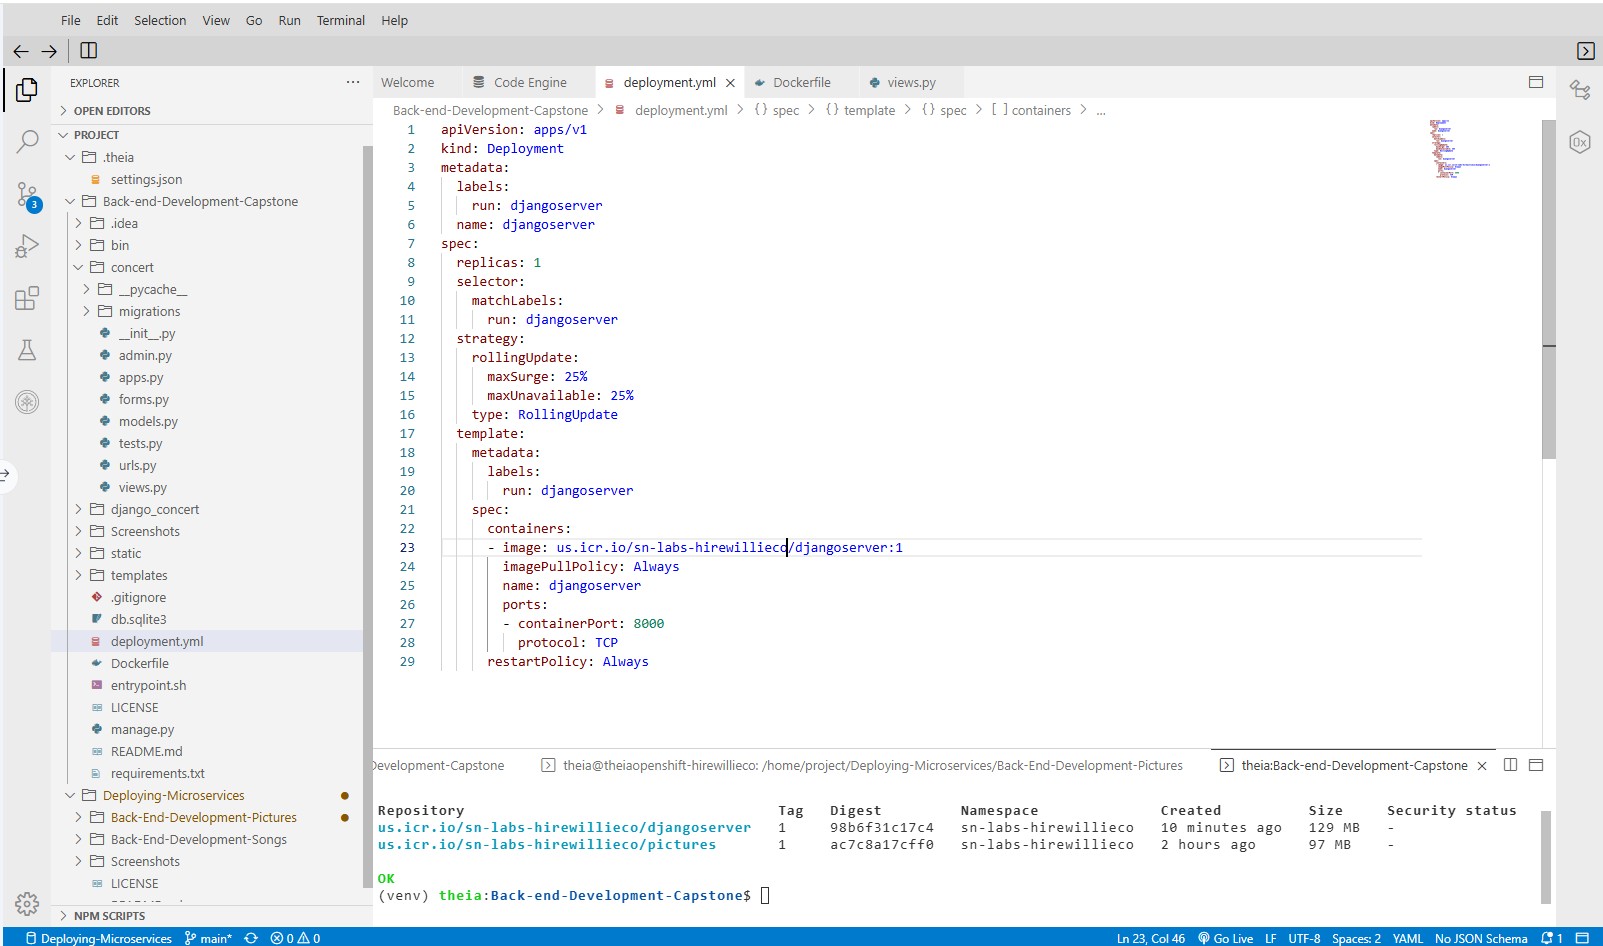 File Edit Selection View Go Run Terminal Help
EXPLORER ...
Welcome Code Engine deployment.yml Dockerfile views.py
OPEN EDITORS
PROJECT
.theia
settings.json
Back-end-Development-Capstone
.idea
bin
concert
__pycache__
migrations
__init__.py
admin.py
apps.py
forms.py
models.py
tests.py
urls.py
views.py
django_concert
Screenshots
static
templates
.gitignore
db.sqlite3
deployment.yml
Dockerfile
entrypoint.sh
LICENSE
manage.py
README.md
requirements.txt
Deploying-Microservices
Back-End-Development-Pictures
Back-End-Development-Songs
Screenshots
LICENSE
NPM SCRIPTS
3
Back-end-Development-Capstone > deployment.yml > {} spec > {} template > {} spec > [ ] containers > ...
1 apiVersion: apps/v1
2 kind: Deployment
3 metadata:
4 labels:
5 run: djangoserver
6 name: djangoserver
7 spec:
8 replicas: 1
9 selector:
10 matchLabels:
11 run: djangoserver
12 strategy:
13 rollingUpdate:
14 maxSurge: 25%
15 maxUnavailable: 25%
16 type: RollingUpdate
17 template:
18 metadata:
19 labels:
20 run: djangoserver
21 spec:
22 containers:
23 - image: us.icr.io/sn-labs-hirewillieco/djangoserver:1
24 imagePullPolicy: Always
25 name: djangoserver
26 ports:
27 - containerPort: 8000
28 protocol: TCP
29 restartPolicy: Always
0x
Development-Capstone theia@theiaopenshift-hirewillieco: /home/project/Deploying-Microservices/Back-End-Development-Pictures theia:Back-end-Development-Capstone
Repository Tag Digest Namespace Created Size Security status
us.icr.io/sn-labs-hirewillieco/djangoserver 1 98b6f31c17c4 sn-labs-hirewillieco 10 minutes ago 129 MB -
us.icr.io/sn-labs-hirewillieco/pictures 1 ac7c8a17cff0 sn-labs-hirewillieco 2 hours ago 97 MB -
OK
(venv) theia:Back-end-Development-Capstone$
Deploying-Microservices main* 0 0 Ln 23, Col 46 Go Live LF UTF-8 Spaces: 2 YAML No JSON Schema 1